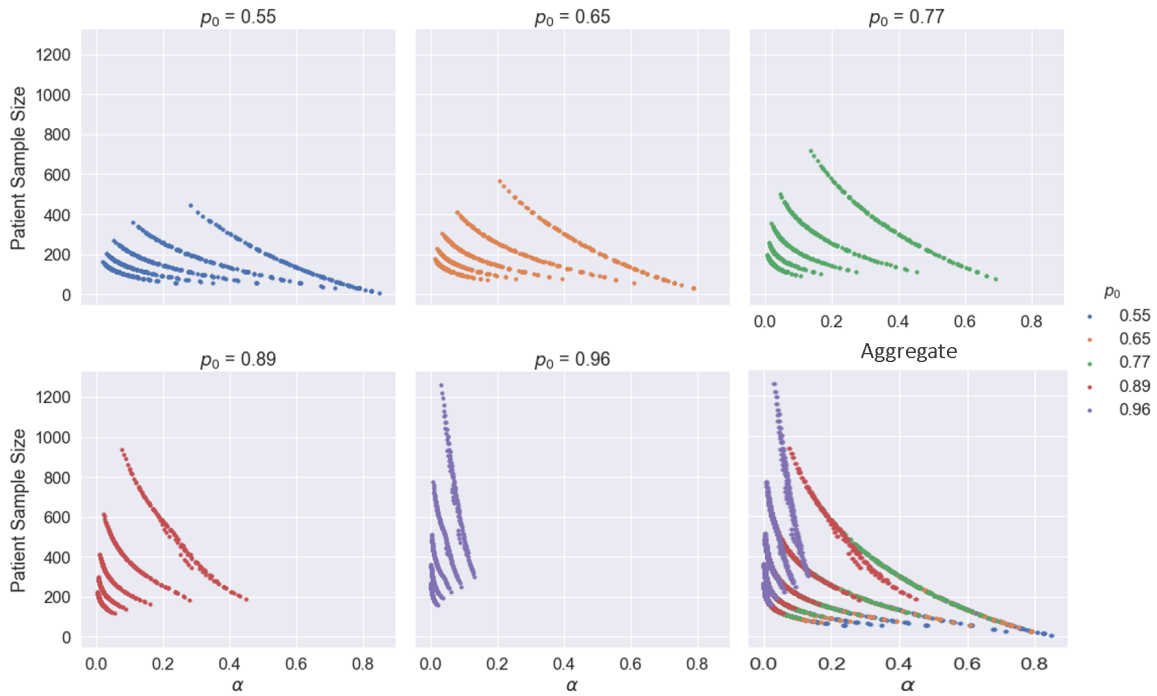 p0 = 0.55
p0 = 0.65
p0 = 0.77
Patient Sample Size
1200
1000
800
600
400
200
0
0.0 0.2 0.4 0.6 0.8
p0
0.55
0.65
0.77
0.89
0.96
p0 = 0.89
p0 = 0.96
Aggregate
Patient Sample Size
1200
1000
800
600
400
200
0
0.0 0.2 0.4 0.6 0.8
0.0 0.2 0.4 0.6 0.8
0.0 0.2 0.4 0.6 0.8
α
α
α